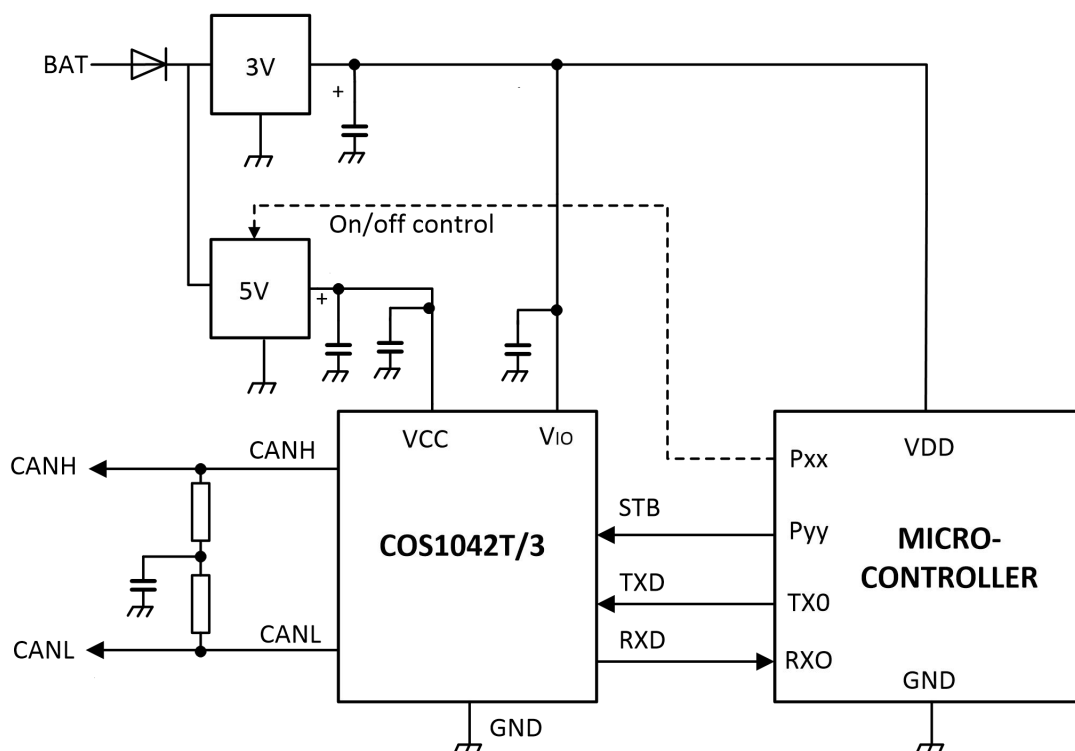 BAT
3V
+
On/off control
5V
+
VCC
VIO
CANH
CANH
COS1042T/3
CANL
CANL
GND
STB
TXD
RXD
Pxx
VDD
Pyy
MICRO-
CONTROLLER
TX0
RXO
GND